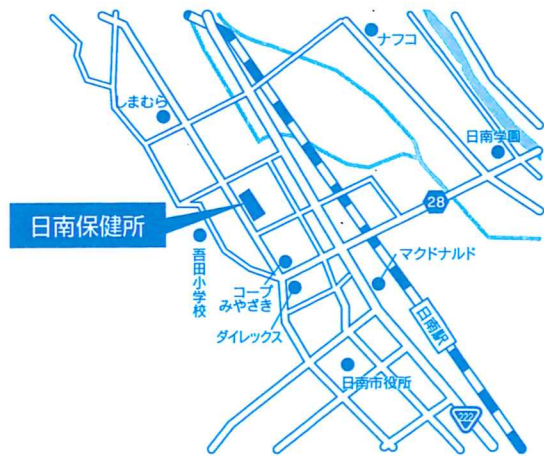 ナフコ
しまむら
日南学園
28
日南保健所
吾田小学校
マクドナルド
コープ
みやざき
ダイレックス
日南駅
日南市役所
222